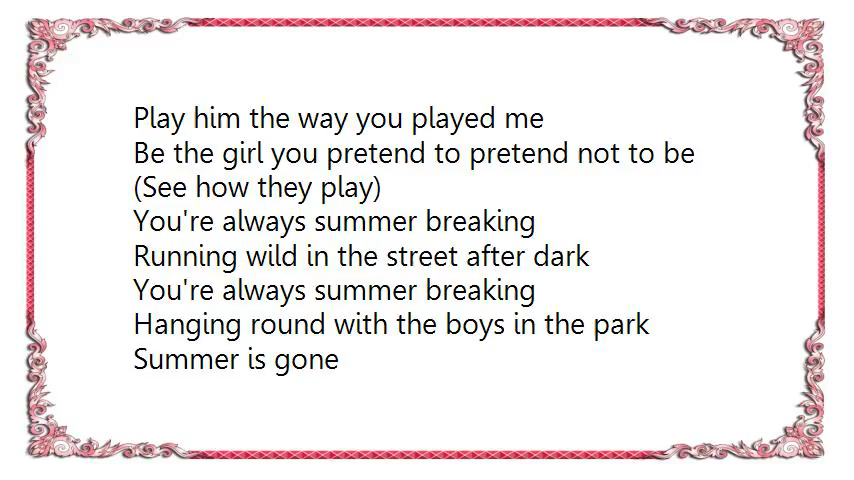 Play him the way you played me
Be the girl you pretend to pretend not to be
(See how they play)
You're always summer breaking
Running wild in the street after dark
You're always summer breaking
Hanging round with the boys in the park
Summer is gone